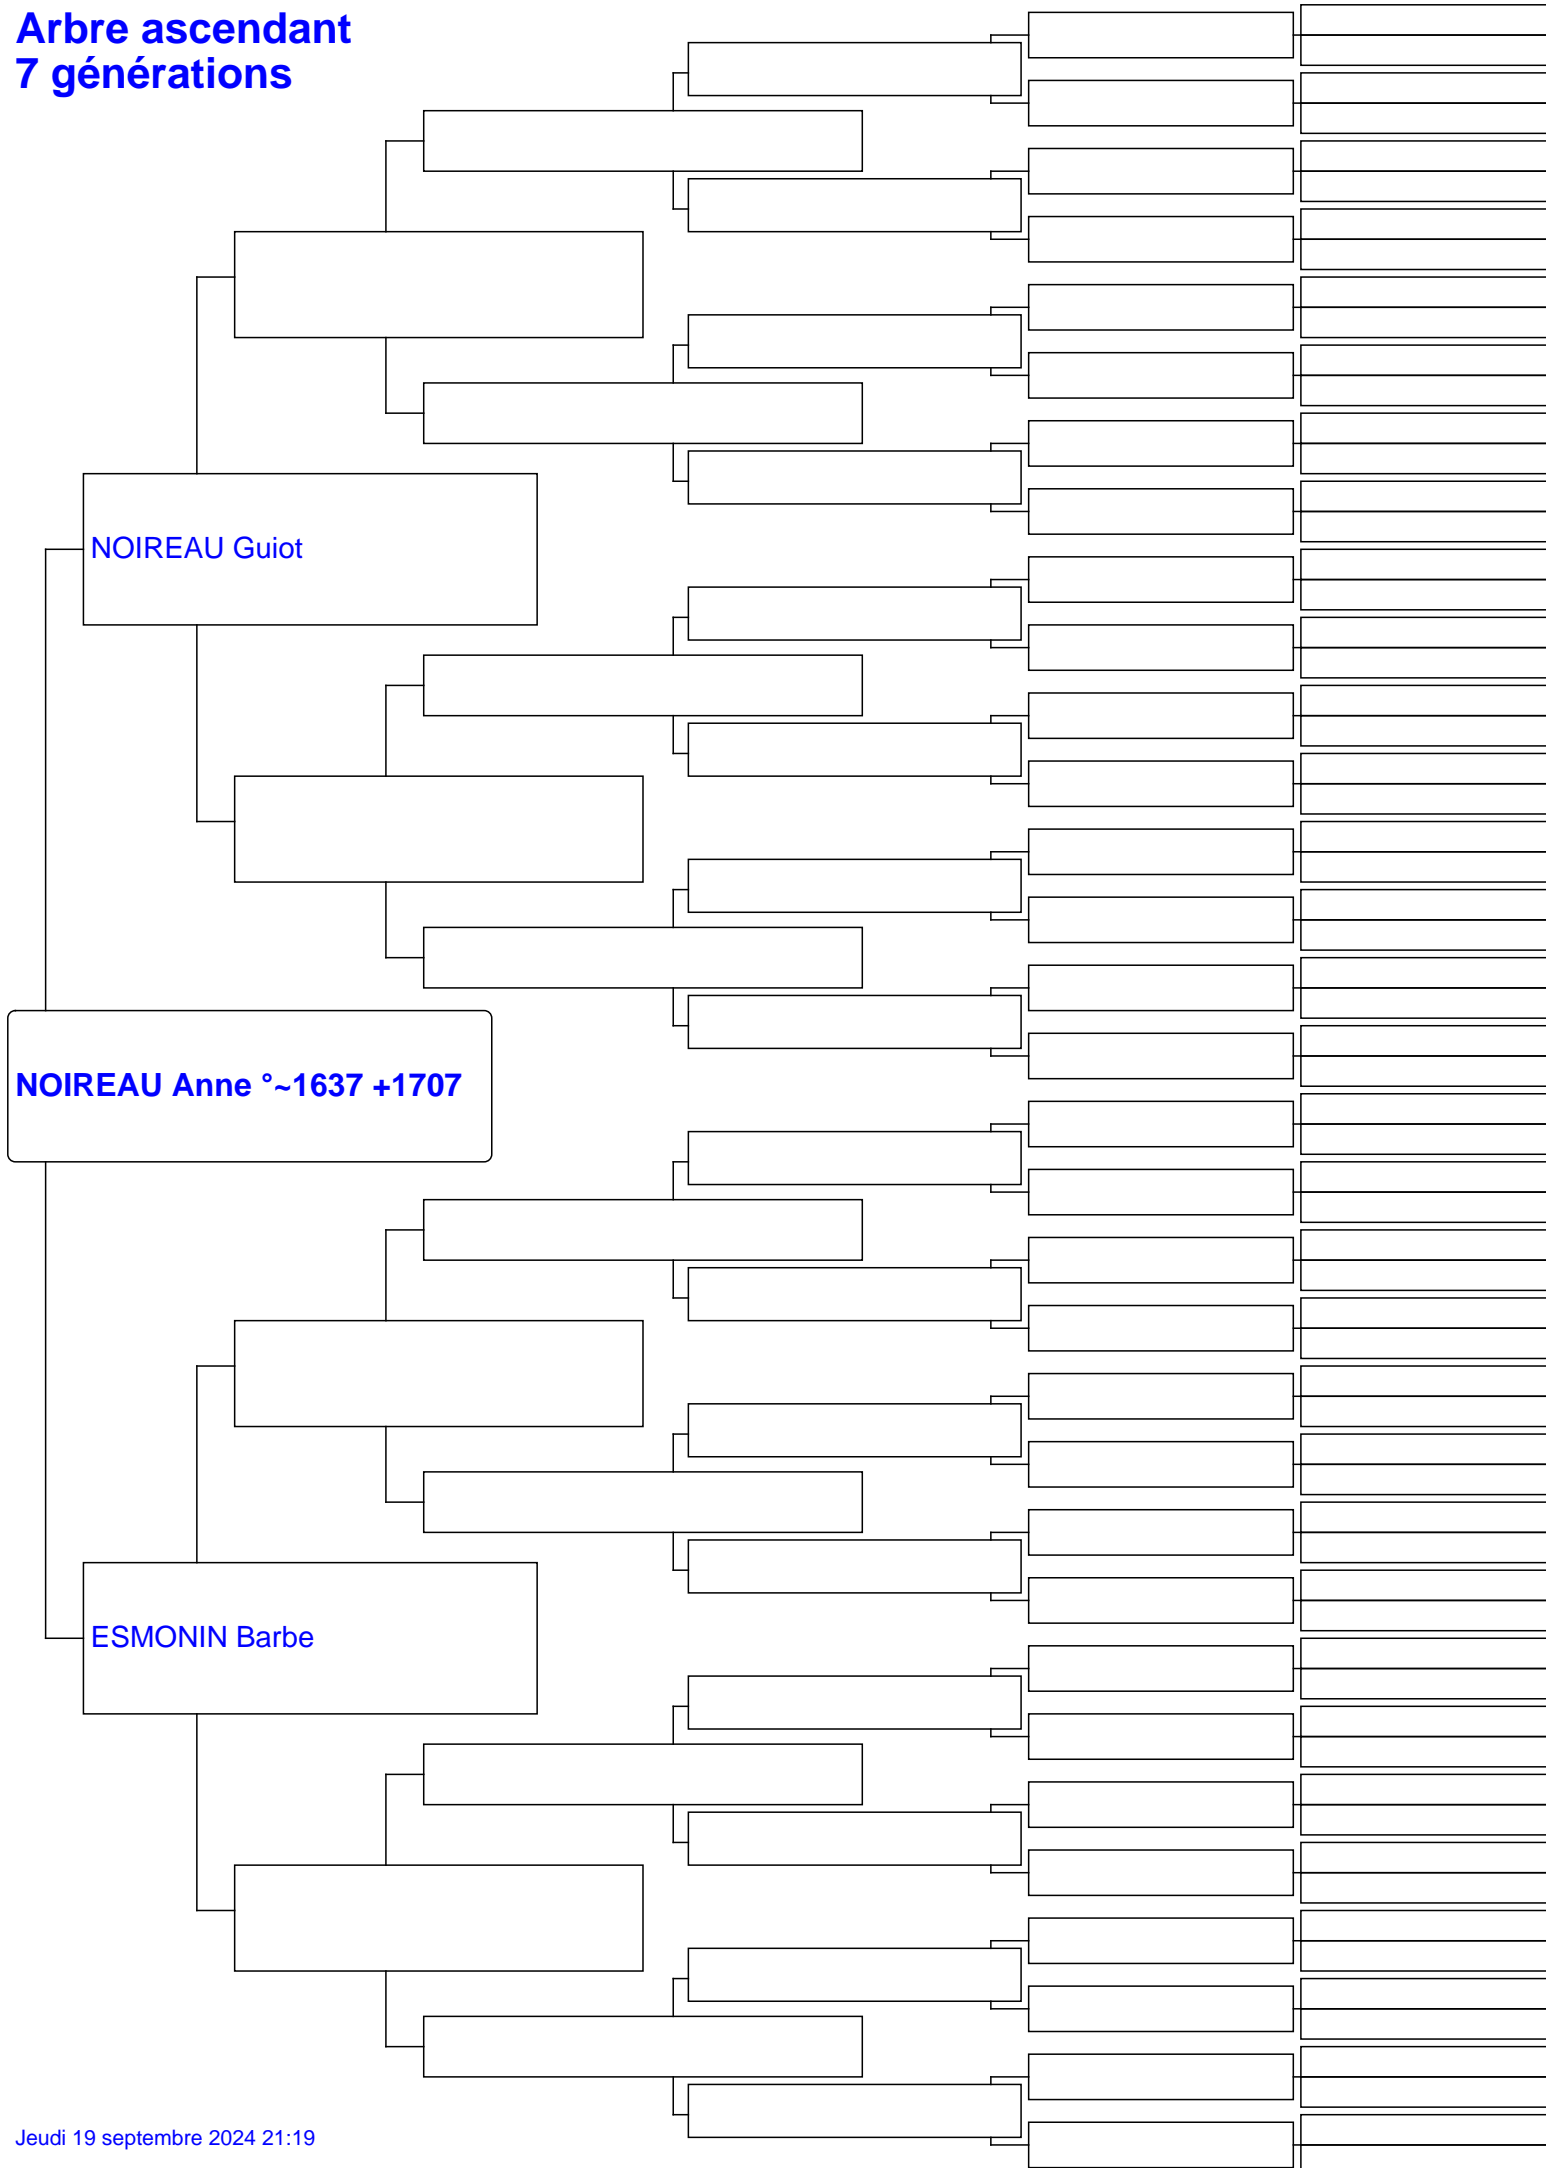 Arbre ascendant
7 générations
NOIREAU Guiot
NOIREAU Anne °~1637 +1707
ESMONIN Barbe
Jeudi 19 septembre 2024 21:19